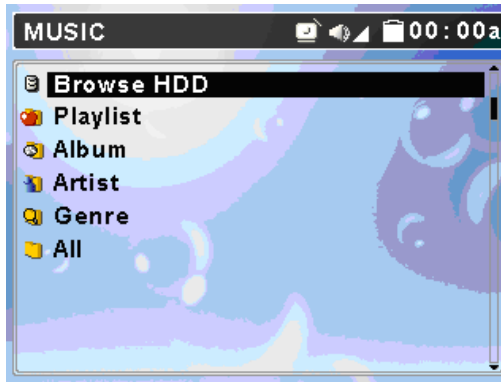 MUSIC 00:00a
Browse HDD
Playlist
Album
Artist
Genre
All